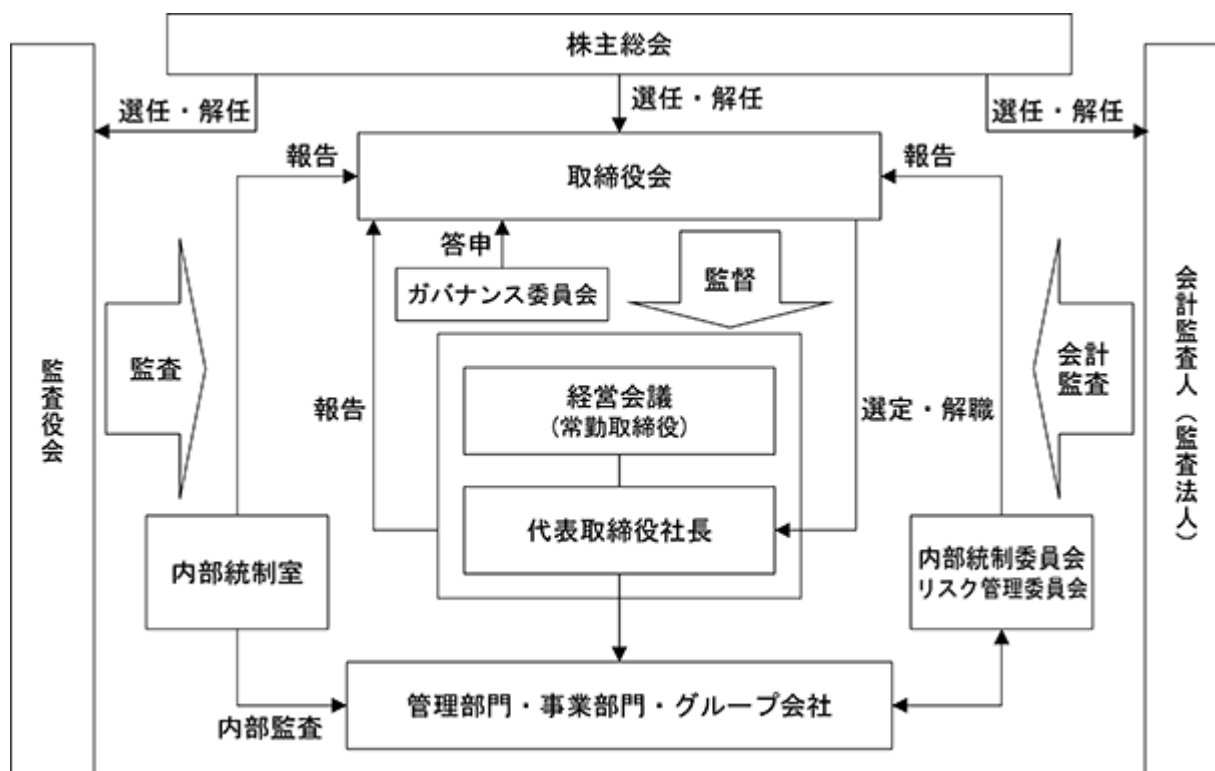 株主総会
選任・解任
選任・解任
選任・解任
報告
取締役会
報告
答申
ガバナンス委員会
監督
監査役会
監査
報告
経営会議
(常勤取締役)
選定・解職
会計
監査
会計監査人（監査法人）
代表取締役社長
内部統制室
内部統制委員会
リスク管理委員会
管理部門・事業部門・グループ会社
内部監査